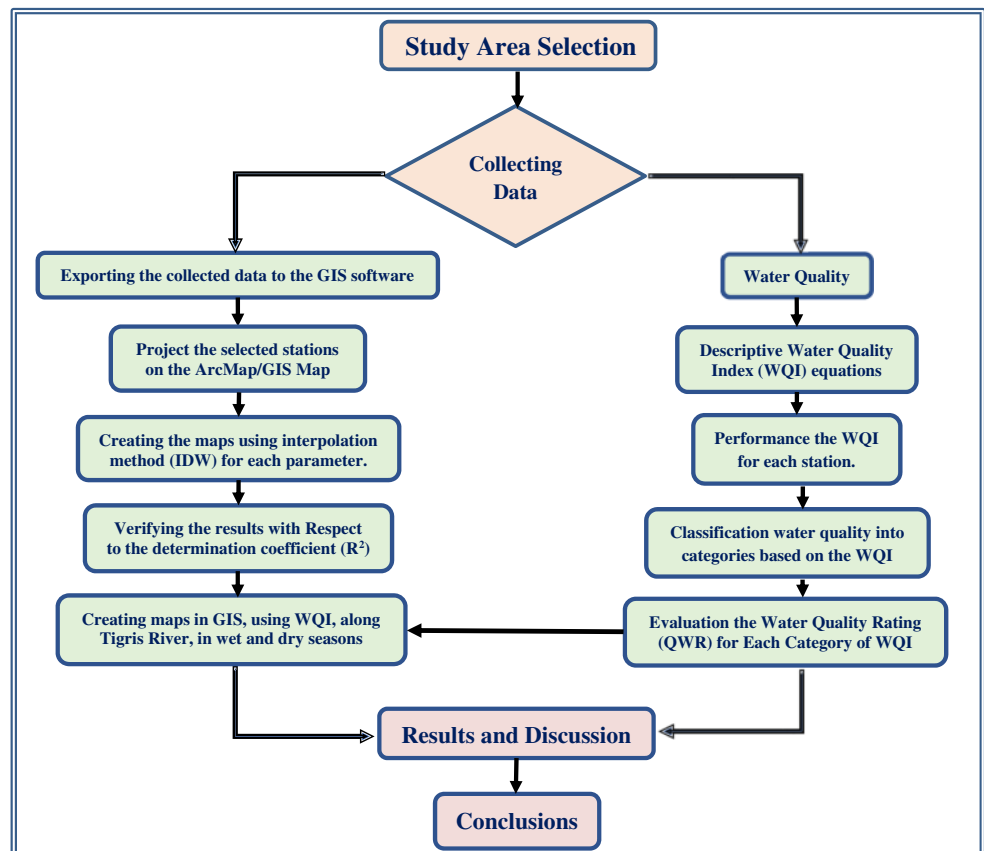 Study Area Selection
Collecting
Data
Exporting the collected data to the GIS software
Project the selected stations
on the ArcMap/GIS Map
Creating the maps using interpolation
method (IDW) for each parameter.
Verifying the results with Respect
to the determination coefficient (R²)
Creating maps in GIS, using WQI, along
Tigris River, in wet and dry seasons
Water Quality
Descriptive Water Quality
Index (WQI) equations
Performance the WQI
for each station.
Classification water quality into
categories based on the WQI
Evaluation the Water Quality Rating
(QWR) for Each Category of WQI
Results and Discussion
Conclusions